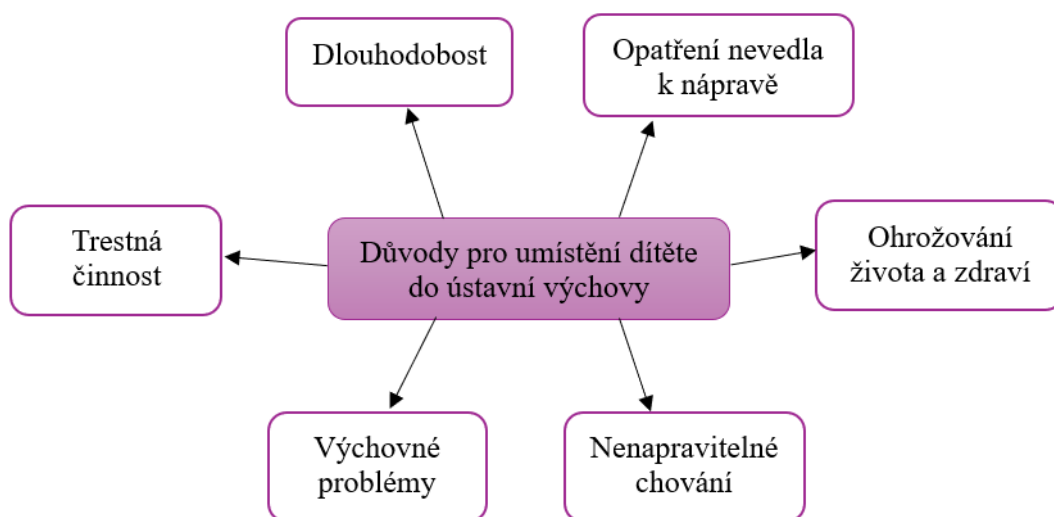 Dlouhodobost
Opatření nevedla
k nápravě
Trestná
činnost
Důvody pro umístění dítěte
do ústavní výchovy
Ohrožování
života a zdraví
Výchovné
problémy
Nenapravitelné
chování